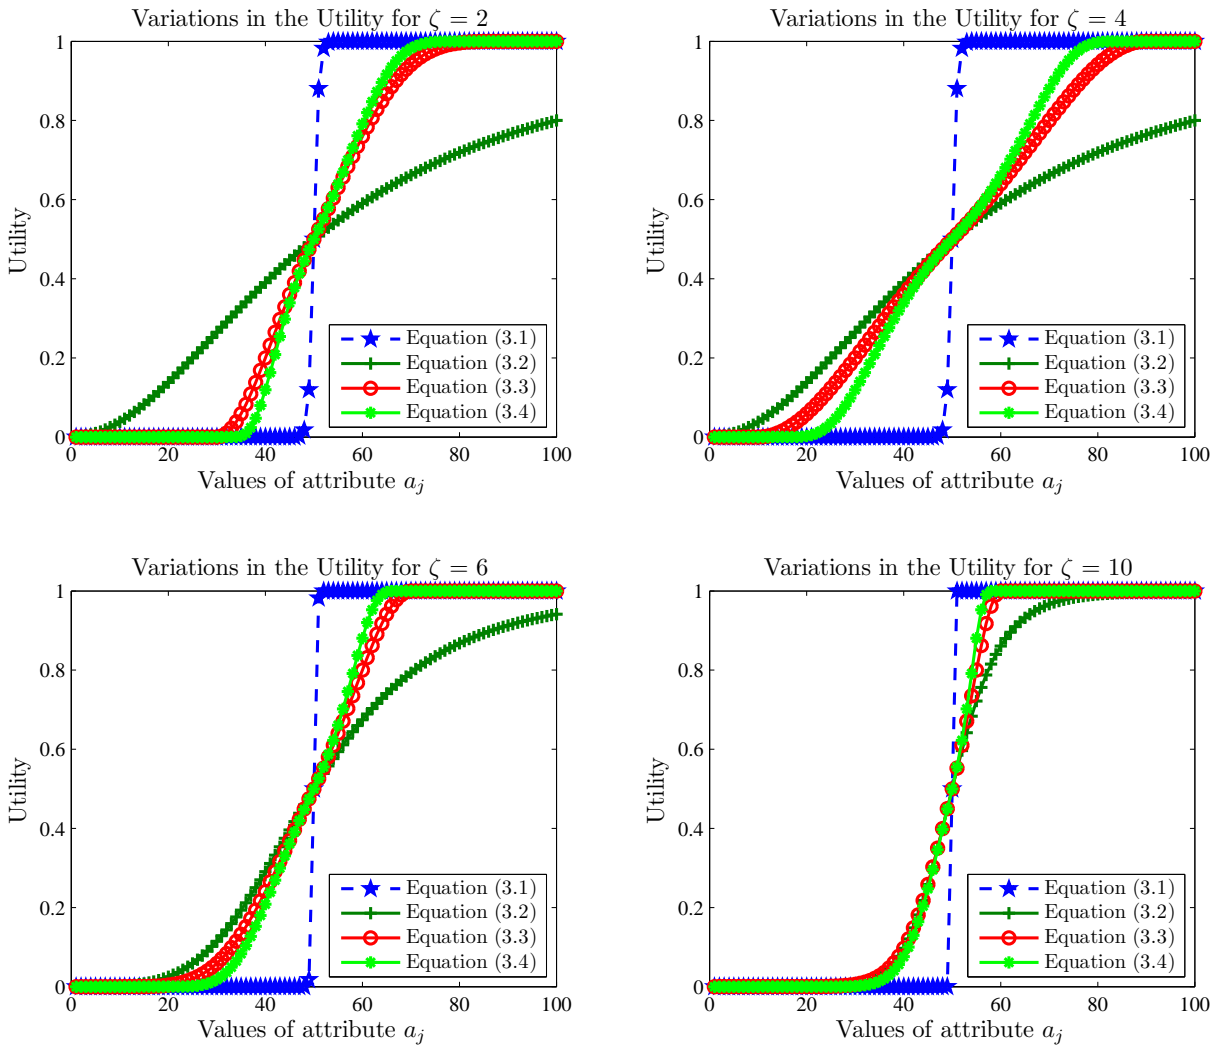 Variations in the Utility for ζ = 2
1
0.8
0.6
0.4
0.2
0
Utility
Equation (3.1)
Equation (3.2)
Equation (3.3)
Equation (3.4)
0 20 40 60 80 100
Values of attribute aj
Variations in the Utility for ζ = 4
1
0.8
0.6
0.4
0.2
0
Utility
Equation (3.1)
Equation (3.2)
Equation (3.3)
Equation (3.4)
0 20 40 60 80 100
Values of attribute aj
Variations in the Utility for ζ = 6
1
0.8
0.6
0.4
0.2
0
Utility
Equation (3.1)
Equation (3.2)
Equation (3.3)
Equation (3.4)
0 20 40 60 80 100
Values of attribute aj
Variations in the Utility for ζ = 10
1
0.8
0.6
0.4
0.2
0
Utility
Equation (3.1)
Equation (3.2)
Equation (3.3)
Equation (3.4)
0 20 40 60 80 100
Values of attribute aj